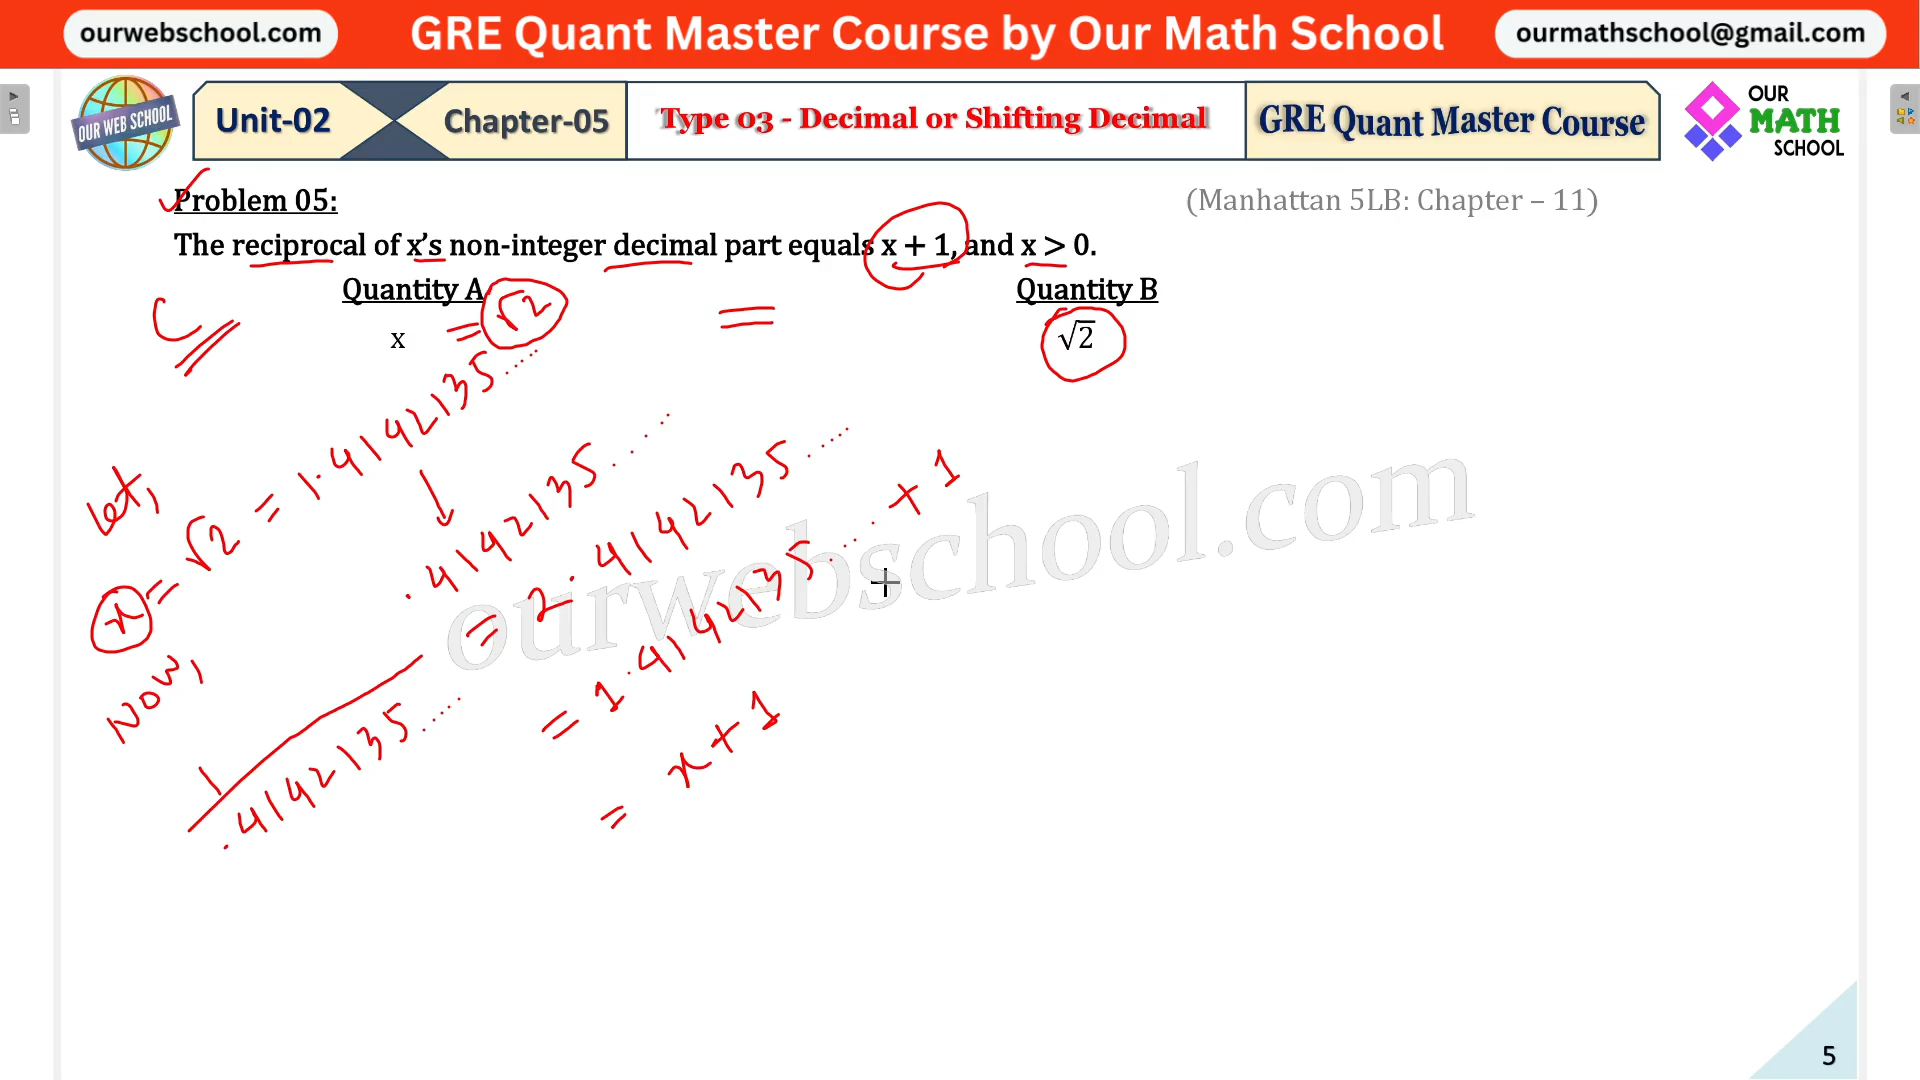 ourwebschool.com GRE Quant Master Course by Our Math School ourmathschool@gmail.com
OUR WEB SCHOOL Unit-02 Chapter-05 Type 03 - Decimal or Shifting Decimal GRE Quant Master Course OUR MATH SCHOOL
Problem 05: (Manhattan 5LB: Chapter – 11)
The reciprocal of x’s non-integer decimal part equals x + 1, and x > 0.
Quantity A Quantity B
x = √2 = √2
C
Let,
x = √2 = 1.4142135.....
.4142135.....
Now,
1/.4142135..... = 2.4142135.....
= 1.4142135..... + 1
= x + 1
ourwebschool.com
5